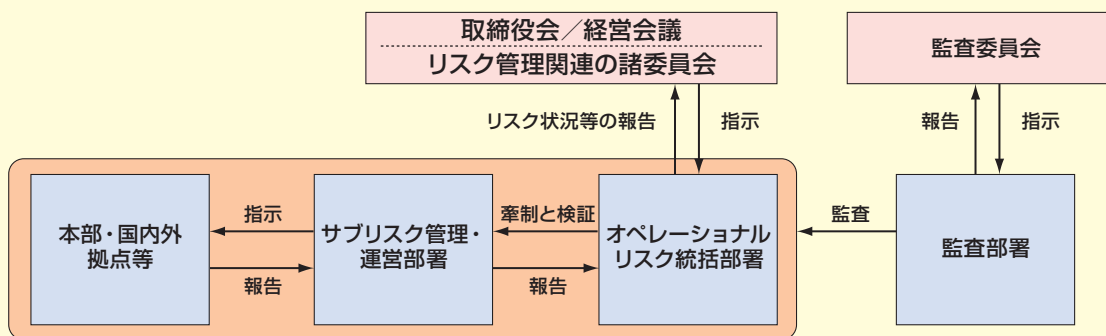 取締役会／経営会議
リスク管理関連の諸委員会
監査委員会
リスク状況等の報告
指示
報告
指示
本部・国内外
拠点等
指示
報告
サブリスク管理・
運営部署
牽制と検証
報告
オペレーショナル
リスク統括部署
監査
監査部署